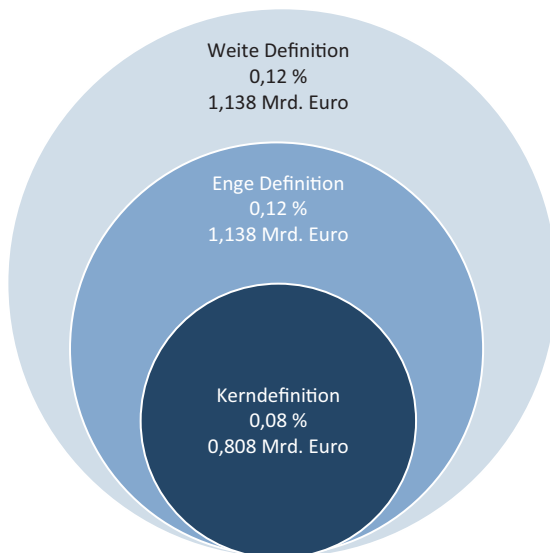 Weite Definition
0,12 %
1,138 Mrd. Euro
Enge Definition
0,12 %
1,138 Mrd. Euro
Kerndefinition
0,08 %
0,808 Mrd. Euro